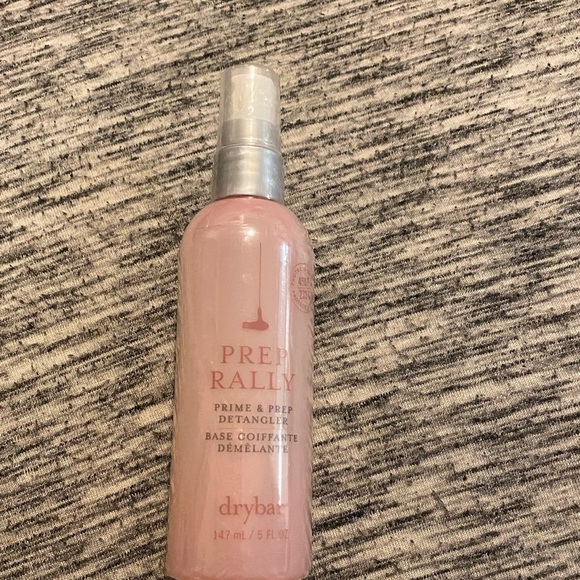 PREP
RALLY
PRIME & PREP
DETANGLER
BASE COIFFANTE
DÉMÊLANTE
drybar
147 mL / 5 FL OZ